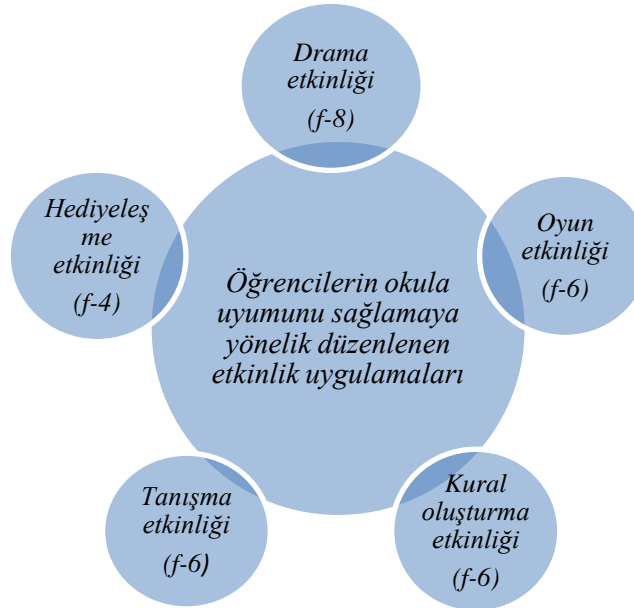 Drama
etkinliği
(f-8)
Hediyeleş
me
etkinliği
(f-4)
Oyun
etkinliği
(f-6)
Öğrencilerin okula
uyumunu sağlamaya
yönelik düzenlenen
etkinlik uygulamaları
Tanışma
etkinliği
(f-6)
Kural
oluşturma
etkinliği
(f-6)